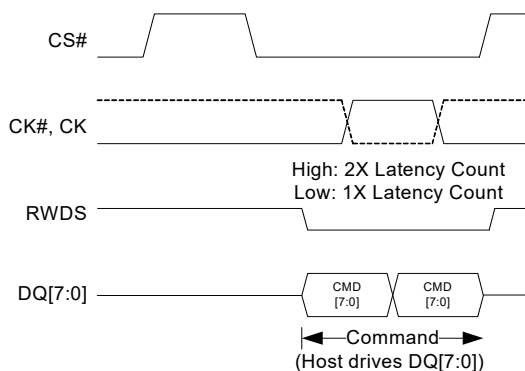 CS#
CK#, CK
High: 2X Latency Count
Low: 1X Latency Count
RWDS
DQ[7:0]
CMD
[7:0]
CMD
[7:0]
Command
(Host drives DQ[7:0])